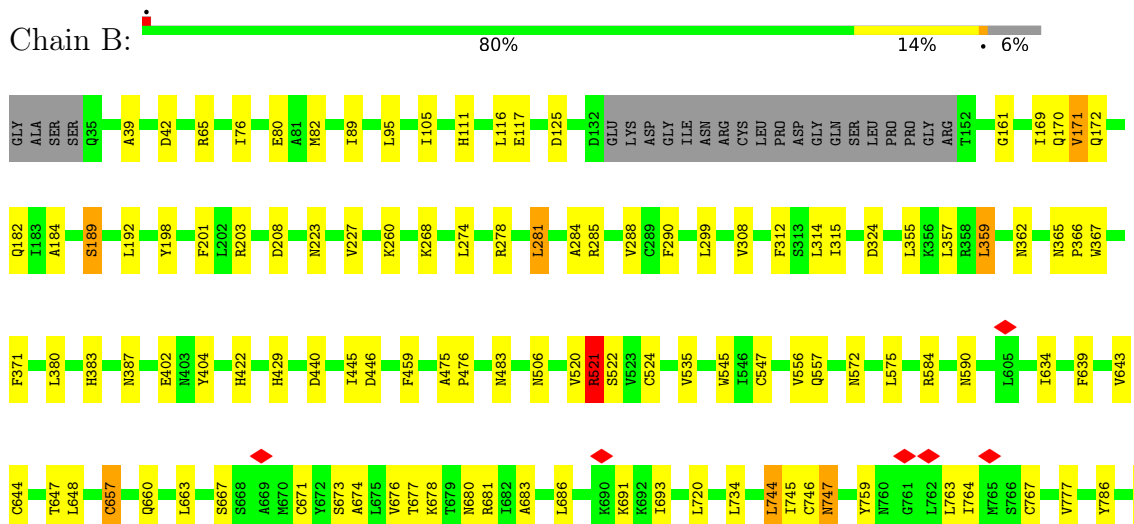 Chain B:
80% 14% • 6%
GLY ALA SER SER Q35 A39 D42 R65 I76 E80 A81 M82 I89 L95 I105 H111 L116 E117 D125 D132 GLU LYS ASP GLY ILE ASN ARG CYS LEU PRO ASP GLY GLN SER LEU PRO PRO GLY ARG T152 G161 I169 Q170 V171 Q172
Q182 I183 A184 S189 L192 Y198 F201 L202 R203 D208 N223 V227 K260 K268 L274 R278 L281 A284 R285 V288 C289 F290 L299 V308 F312 S313 L314 I315 D324 L355 K356 L357 R358 L359 N362 N365 P366 W367
F371 L380 H383 N387 E402 N403 Y404 H422 H429 D440 I445 D446 F459 A475 P476 N483 N506 V520 R521 S522 V523 C524 V535 W545 I546 C547 V556 Q557 N572 L575 R584 N590 L605 I634 F639 V643
C644 T647 L648 C657 Q660 L663 S667 S668 A669 M670 C671 Y672 S673 A674 L675 V676 T677 K678 T679 N680 R681 I682 A683 L686 K690 K691 K692 I693 L720 L734 L744 I745 C746 N747 Y759 N760 G761 L762 L763 I764 M765 S766 C767 V777 Y786